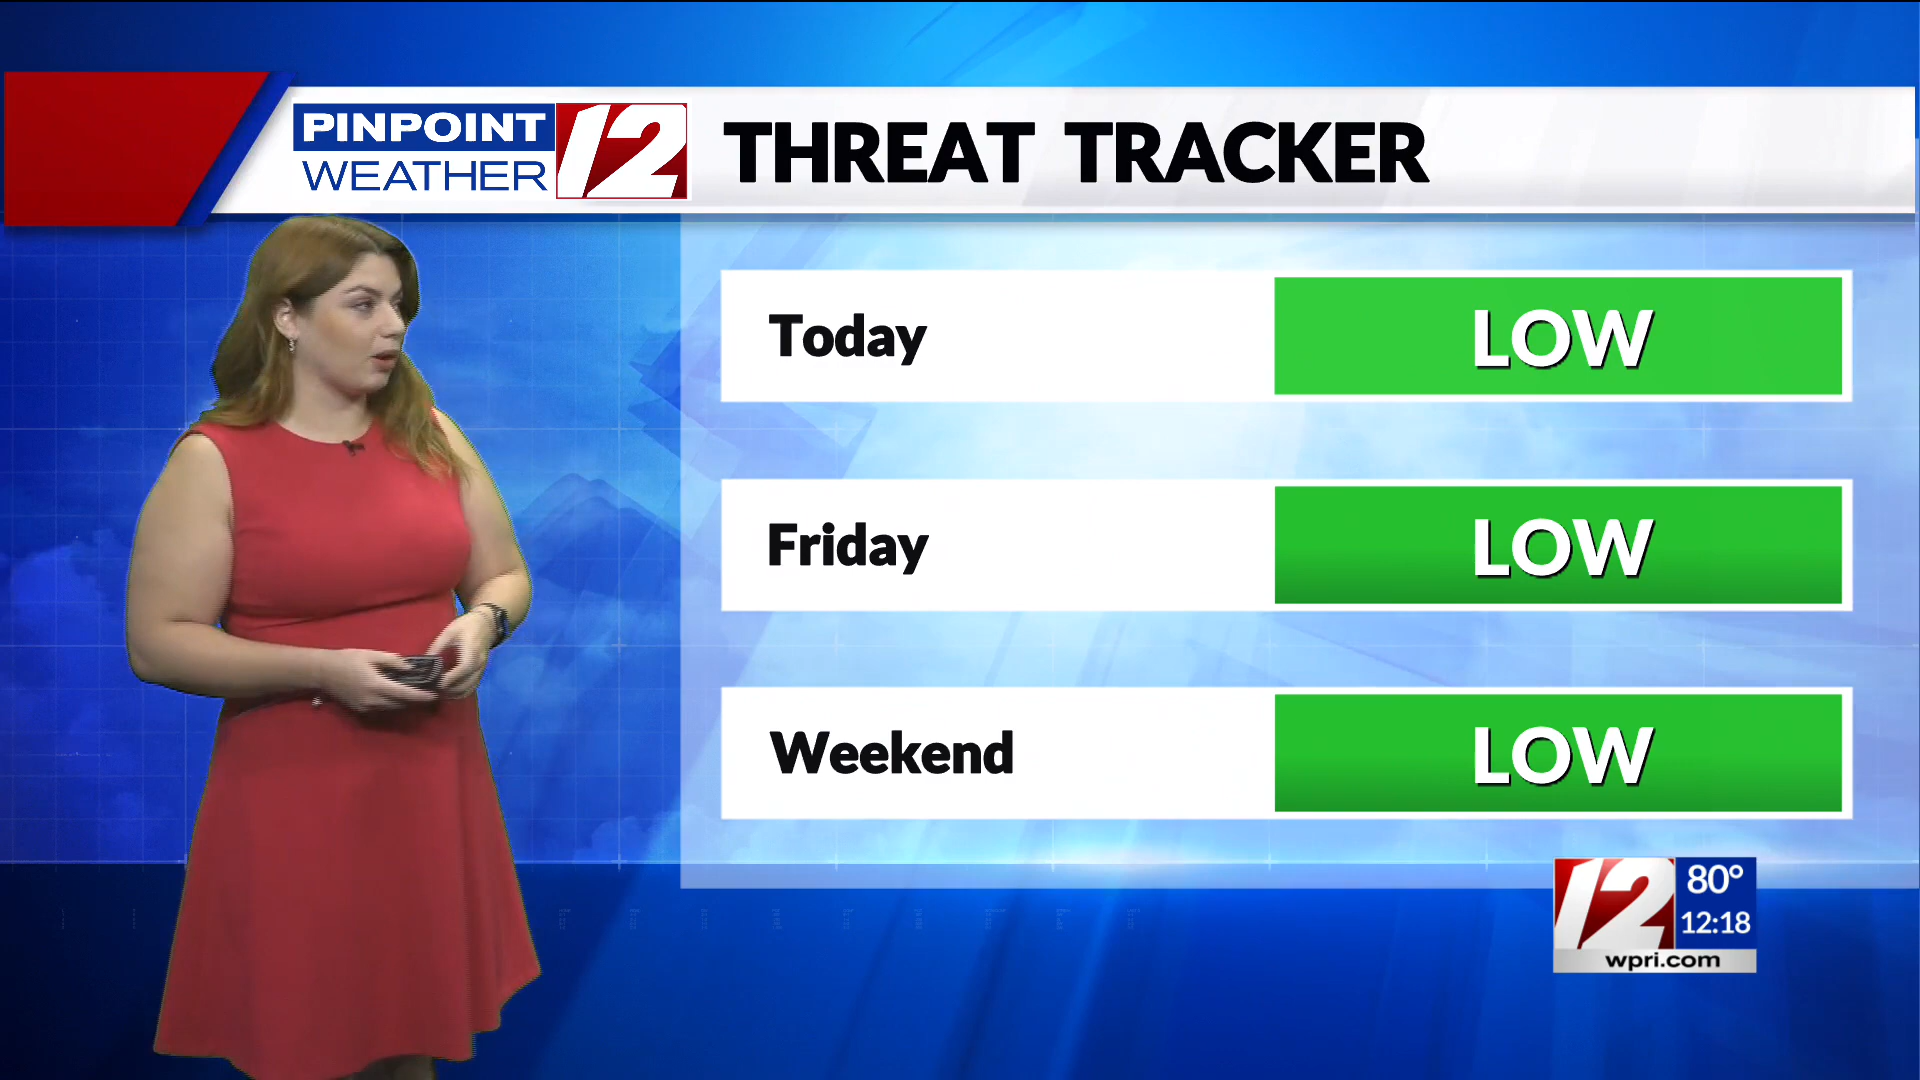 PINPOINT
WEATHER
12
THREAT TRACKER
Today
LOW
Friday
LOW
Weekend
LOW
12
80°
12:18
wpri.com